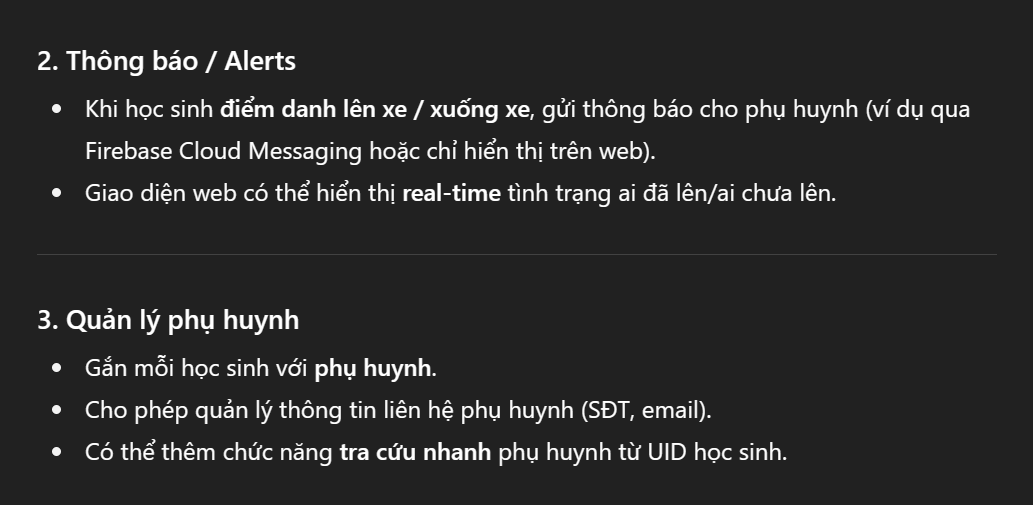 2. Thông báo / Alerts
• Khi học sinh điểm danh lên xe / xuống xe, gửi thông báo cho phụ huynh (ví dụ qua
Firebase Cloud Messaging hoặc chỉ hiển thị trên web).
• Giao diện web có thể hiển thị real-time tình trạng ai đã lên/ai chưa lên.
3. Quản lý phụ huynh
• Gắn mỗi học sinh với phụ huynh.
• Cho phép quản lý thông tin liên hệ phụ huynh (SĐT, email).
• Có thể thêm chức năng tra cứu nhanh phụ huynh từ UID học sinh.